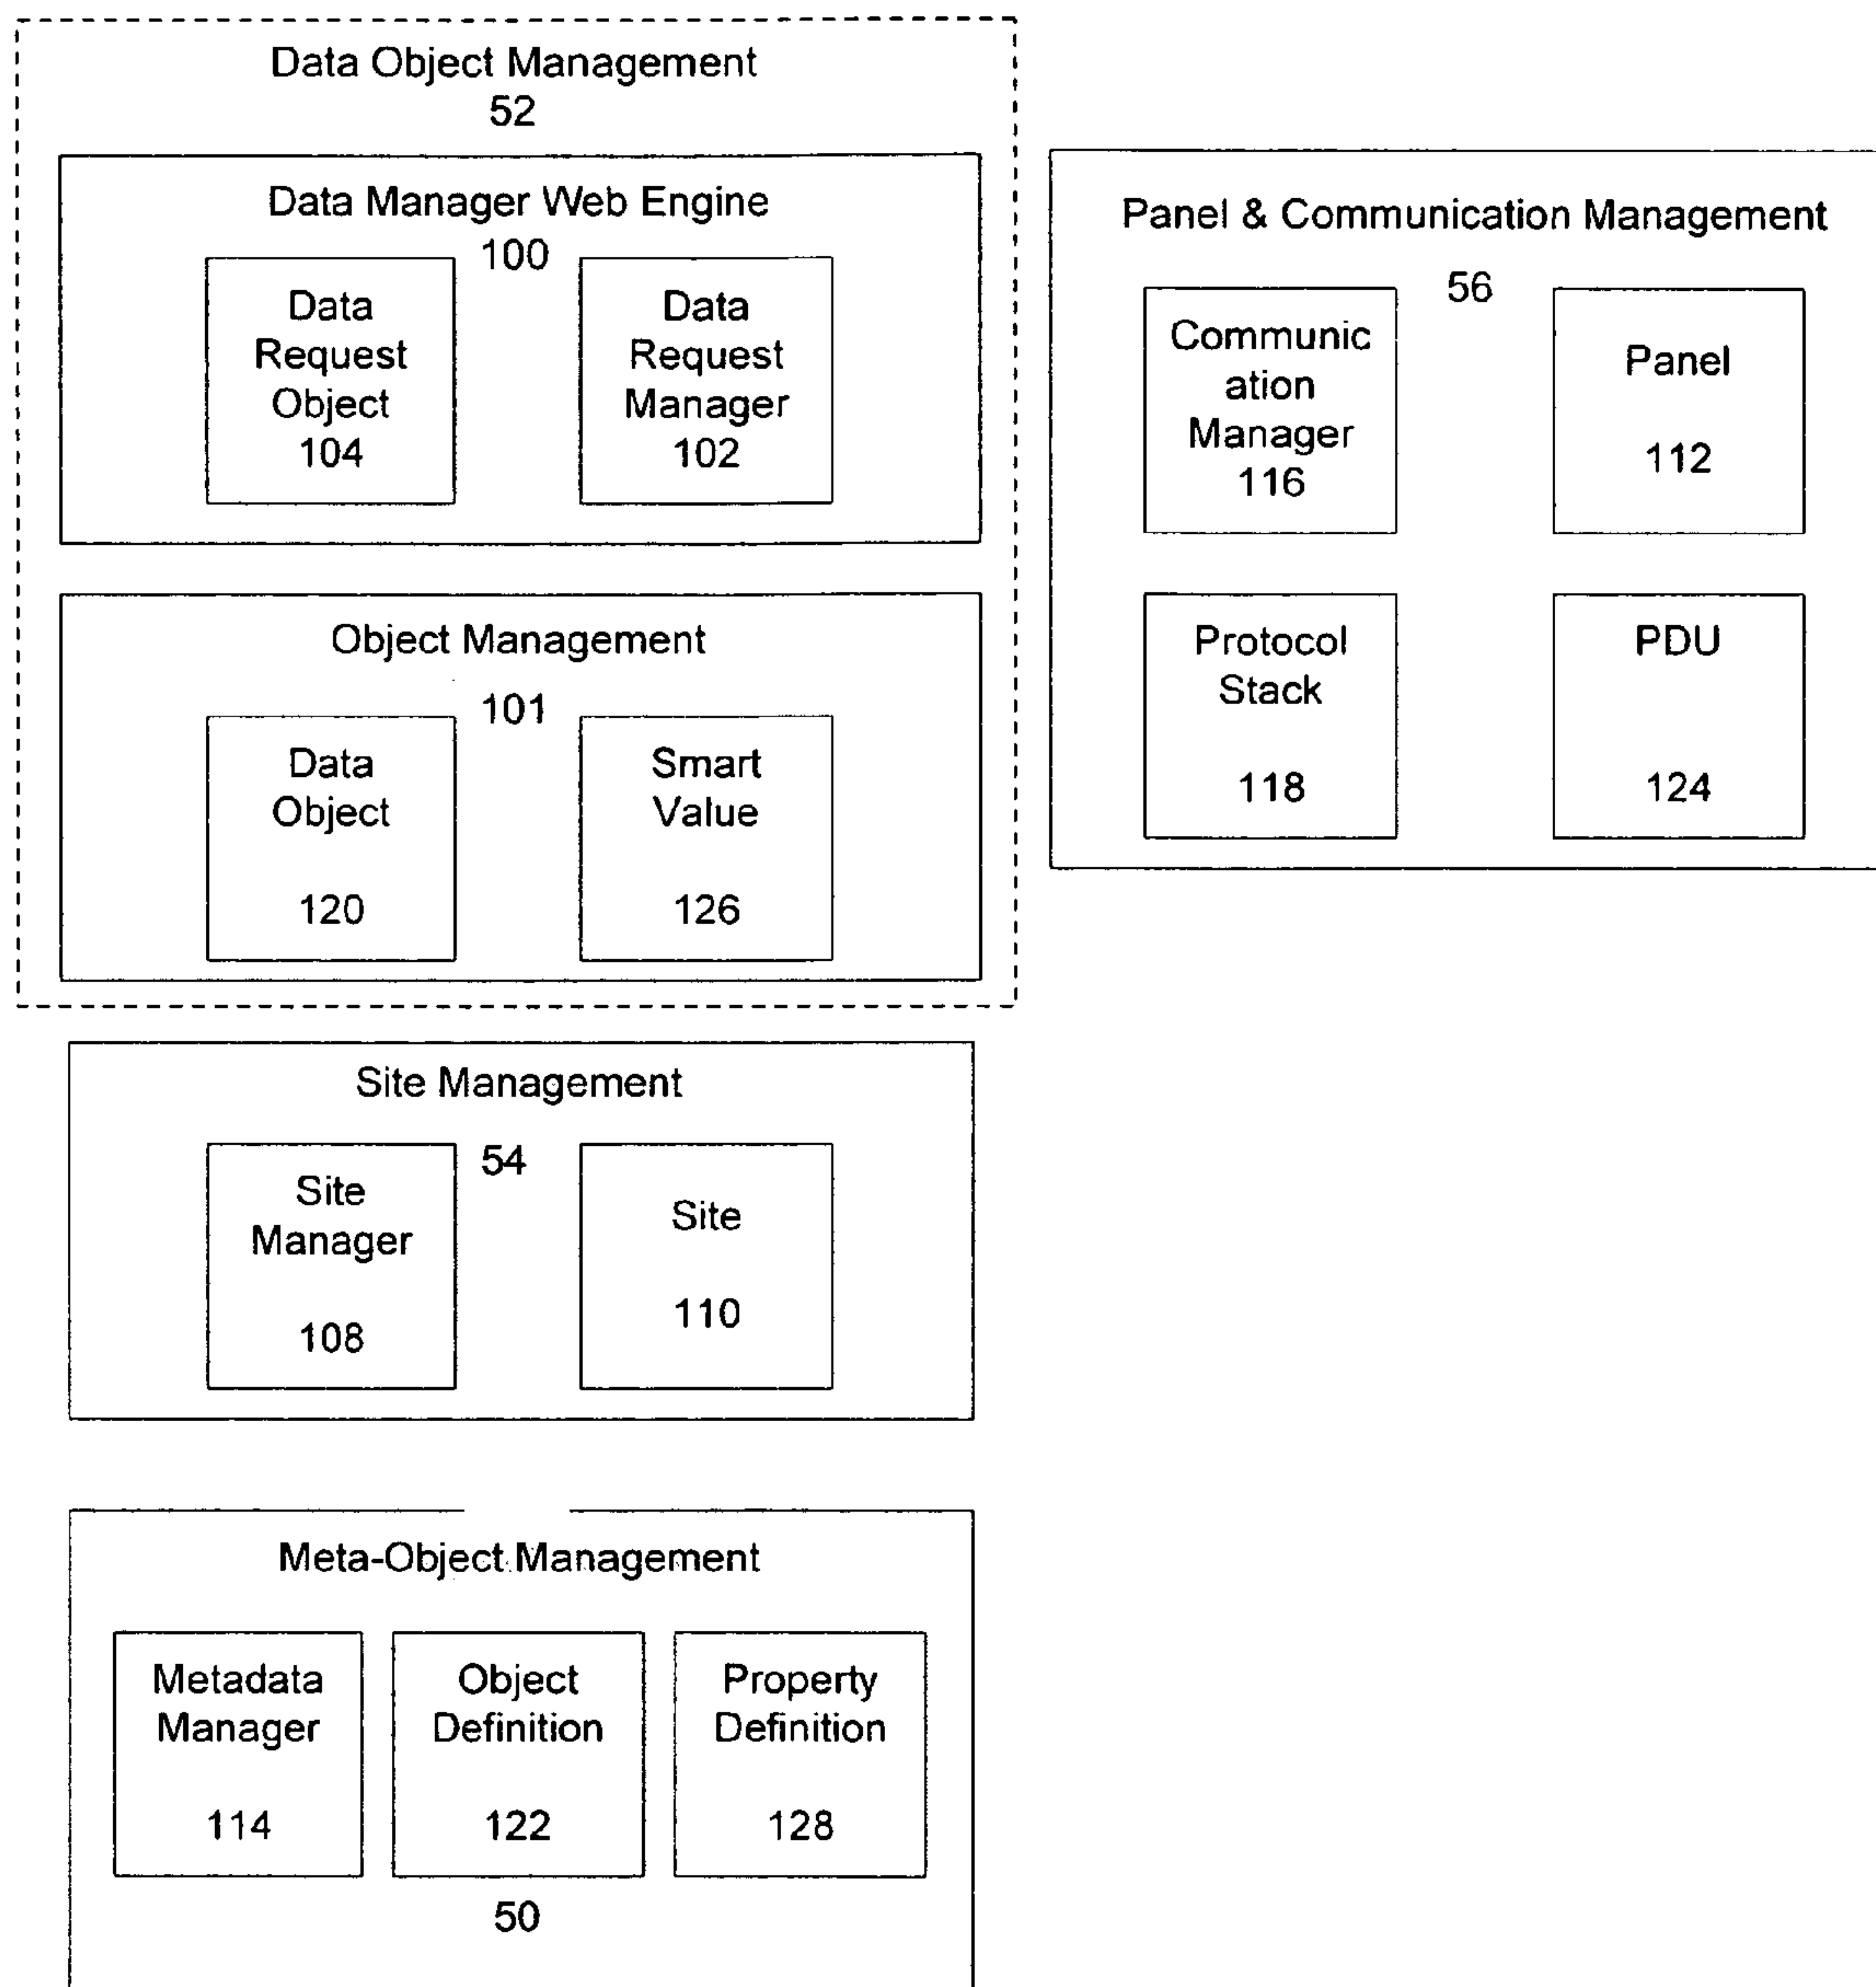 Data Object Management
52
Data Manager Web Engine
100
Data
Request
Object
104
Data
Request
Manager
102
Object Management
101
Data
Object
120
Smart
Value
126
Panel & Communication Management
56
Communic
ation
Manager
116
Panel
112
Protocol
Stack
118
PDU
124
Site Management
54
Site
Manager
108
Site
110
Meta-Object Management
Metadata
Manager
114
Object
Definition
122
Property
Definition
128
50